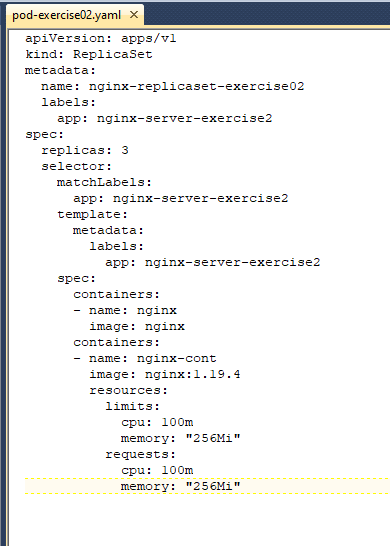 pod-exercise02.yaml
apiVersion: apps/v1
kind: ReplicaSet
metadata:
  name: nginx-replicaset-exercise02
  labels:
    app: nginx-server-exercise2
spec:
  replicas: 3
  selector:
    matchLabels:
      app: nginx-server-exercise2
    template:
      metadata:
        labels:
          app: nginx-server-exercise2
    spec:
      containers:
      - name: nginx
        image: nginx
      containers:
      - name: nginx-cont
        image: nginx:1.19.4
        resources:
          limits:
            cpu: 100m
            memory: "256Mi"
          requests:
            cpu: 100m
            memory: "256Mi"